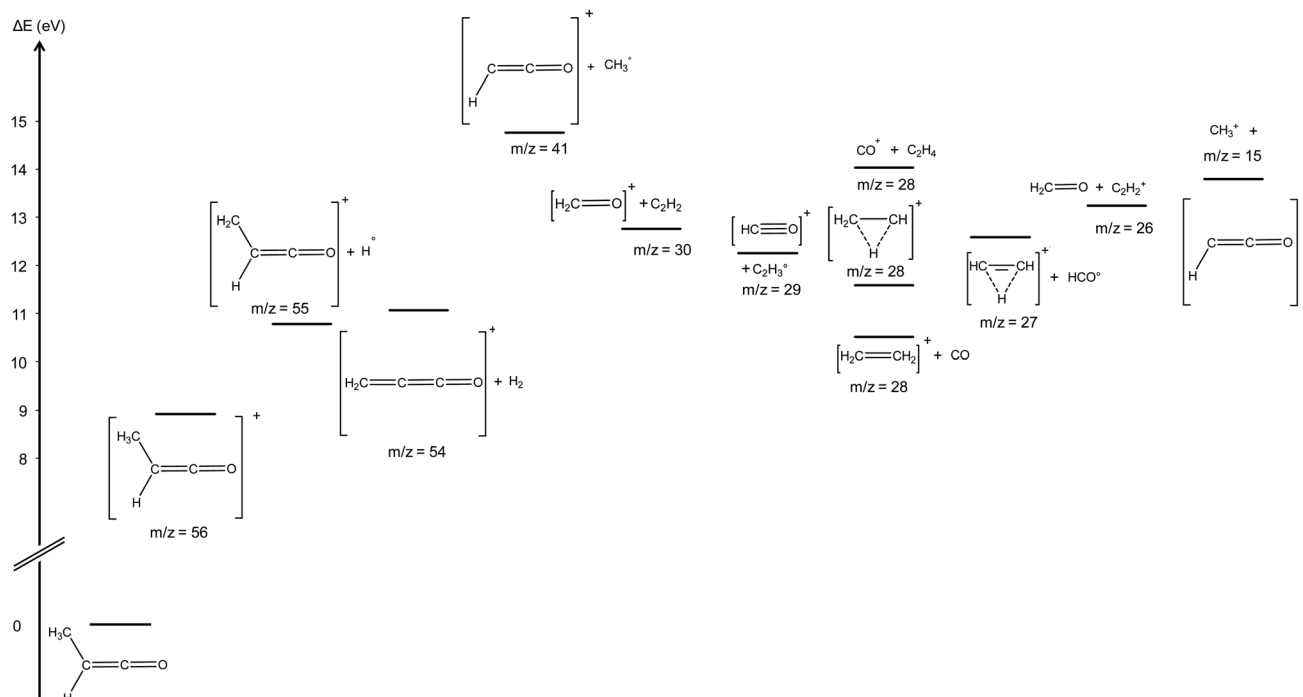 ΔE (eV)
15
14
13
12
11
10
9
8
0
H₃C
C C O
H
[H₃C
C C O
H]⁺
m/z = 56
[H₂C
C C O
H]⁺ + H°
m/z = 55
[H₂C C C O]⁺ + H₂
m/z = 54
[C C O
H]⁺ + CH₃°
m/z = 41
[H₂C O]⁺ + C₂H₂
m/z = 30
[HC O]⁺
+ C₂H₃°
m/z = 29
CO⁺ + C₂H₄
m/z = 28
[H₂C CH
H]⁺
m/z = 28
[H₂C CH₂]⁺ + CO
m/z = 28
[HC CH
H]⁺· + HCO°
m/z = 27
H₂C O + C₂H₂⁺
m/z = 26
CH₃⁺ +
m/z = 15
[C C O
H]